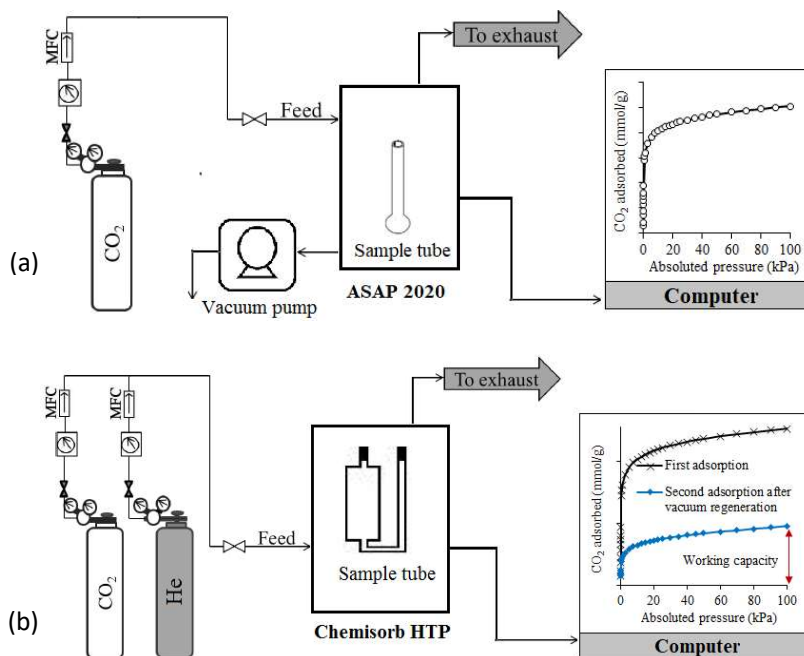 MFC
To exhaust
Feed
CO2
(a)
Sample tube
Vacuum pump
ASAP 2020
CO2 adsorbed (mmol/g)
0 20 40 60 80 100
Absoluted pressure (kPa)
Computer
MFC
MFC
To exhaust
Feed
CO2
He
(b)
Sample tube
Chemisorb HTP
CO2 adsorbed (mmol/g)
First adsorption
Second adsorption after
vacuum regeneration
Working capacity
0 20 40 60 80 100
Absoluted pressure (kPa)
Computer